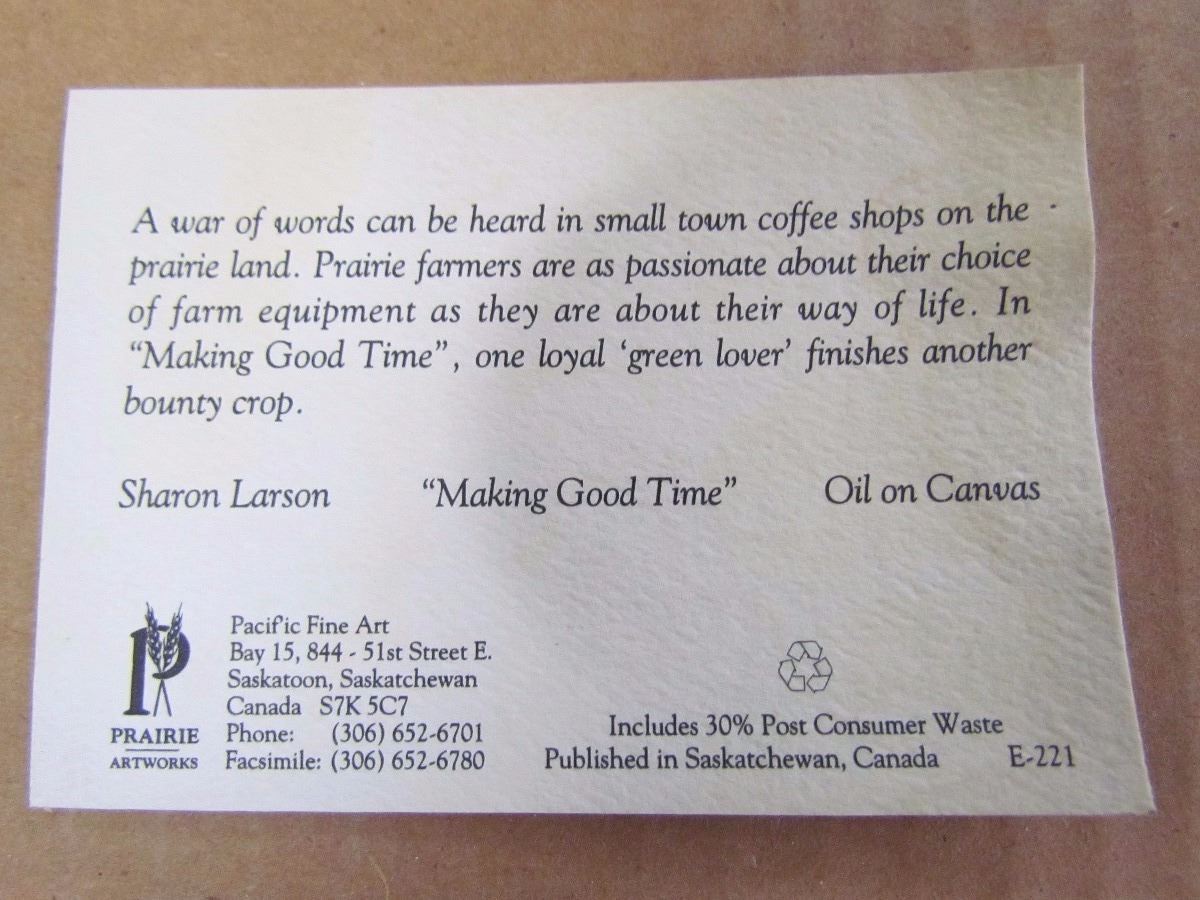 A war of words can be heard in small town coffee shops on the
prairie land. Prairie farmers are as passionate about their choice
of farm equipment as they are about their way of life. In
“Making Good Time”, one loyal ‘green lover’ finishes another
bounty crop.
Sharon Larson “Making Good Time” Oil on Canvas
P
PRAIRIE
ARTWORKS
Pacific Fine Art
Bay 15, 844 - 51st Street E.
Saskatoon, Saskatchewan
Canada S7K 5C7
Phone: (306) 652-6701
Facsimile: (306) 652-6780
Includes 30% Post Consumer Waste
Published in Saskatchewan, Canada E-221